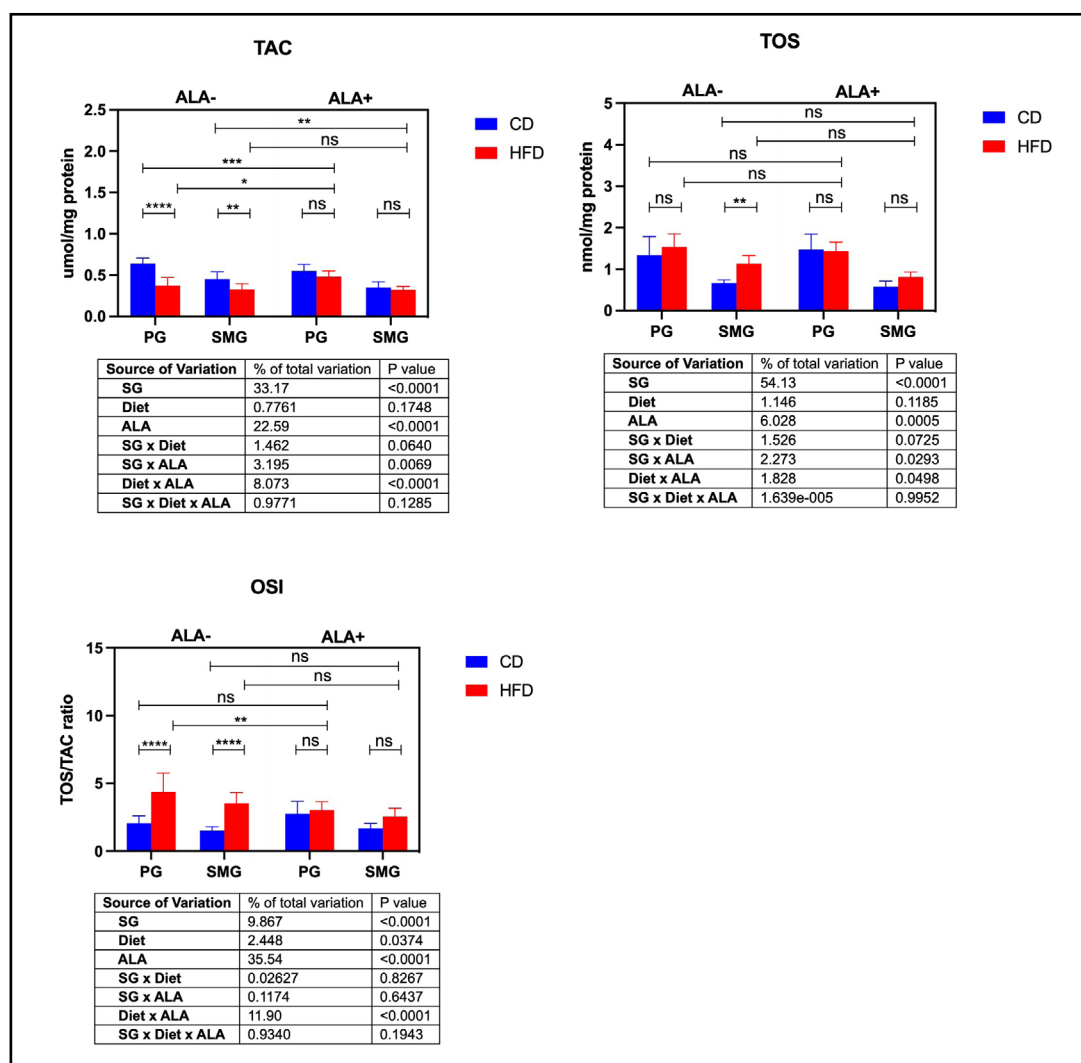 TAC
ALA- ALA+
CD
HFD
umol/mg protein
2.5
2.0
1.5
1.0
0.5
0.0
**
ns
***
*
**** ** ns ns
PG SMG PG SMG
Source of Variation % of total variation P value
SG 33.17 <0.0001
Diet 0.7761 0.1748
ALA 22.59 <0.0001
SG x Diet 1.462 0.0640
SG x ALA 3.195 0.0069
Diet x ALA 8.073 <0.0001
SG x Diet x ALA 0.9771 0.1285
TOS
ALA- ALA+
CD
HFD
nmol/mg protein
5
4
3
2
1
0
ns
ns
ns
ns
ns ** ns ns
PG SMG PG SMG
Source of Variation % of total variation P value
SG 54.13 <0.0001
Diet 1.146 0.1185
ALA 6.028 0.0005
SG x Diet 1.526 0.0725
SG x ALA 2.273 0.0293
Diet x ALA 1.828 0.0498
SG x Diet x ALA 1.639e-005 0.9952
OSI
ALA- ALA+
CD
HFD
TOS/TAC ratio
15
10
5
0
ns
ns
ns
**
**** **** ns ns
PG SMG PG SMG
Source of Variation % of total variation P value
SG 9.867 <0.0001
Diet 2.448 0.0374
ALA 35.54 <0.0001
SG x Diet 0.02627 0.8267
SG x ALA 0.1174 0.6437
Diet x ALA 11.90 <0.0001
SG x Diet x ALA 0.9340 0.1943